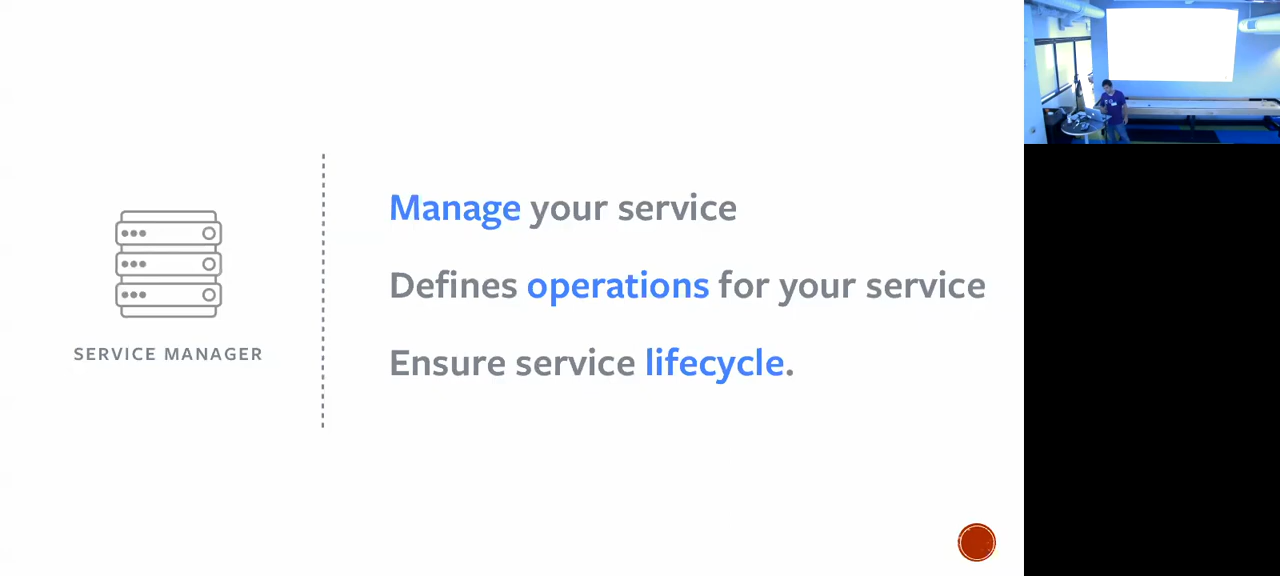 Manage your service
Defines operations for your service
Ensure service lifecycle.
SERVICE MANAGER